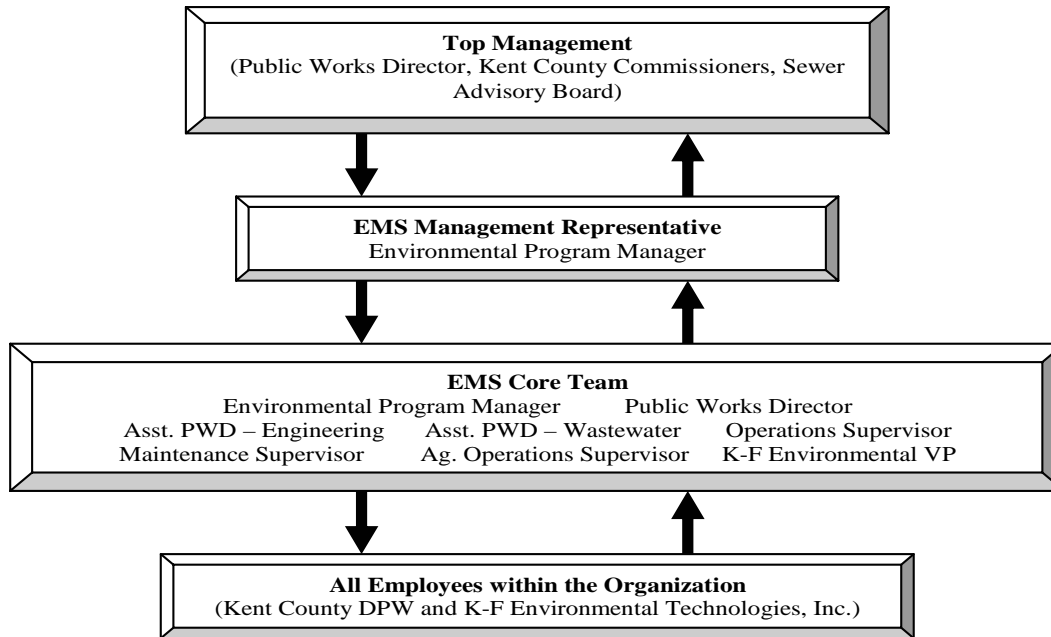 Top Management
(Public Works Director, Kent County Commissioners, Sewer
Advisory Board)
EMS Management Representative
Environmental Program Manager
EMS Core Team
Environmental Program Manager Public Works Director
Asst. PWD – Engineering Asst. PWD – Wastewater Operations Supervisor
Maintenance Supervisor Ag. Operations Supervisor K-F Environmental VP
All Employees within the Organization
(Kent County DPW and K-F Environmental Technologies, Inc.)